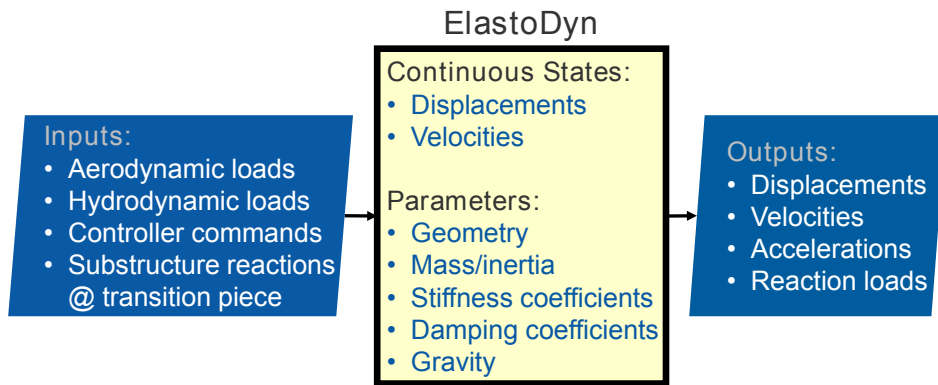 ElastoDyn
Inputs:
• Aerodynamic loads
• Hydrodynamic loads
• Controller commands
• Substructure reactions
@ transition piece
Continuous States:
• Displacements
• Velocities
Parameters:
• Geometry
• Mass/inertia
• Stiffness coefficients
• Damping coefficients
• Gravity
Outputs:
• Displacements
• Velocities
• Accelerations
• Reaction loads